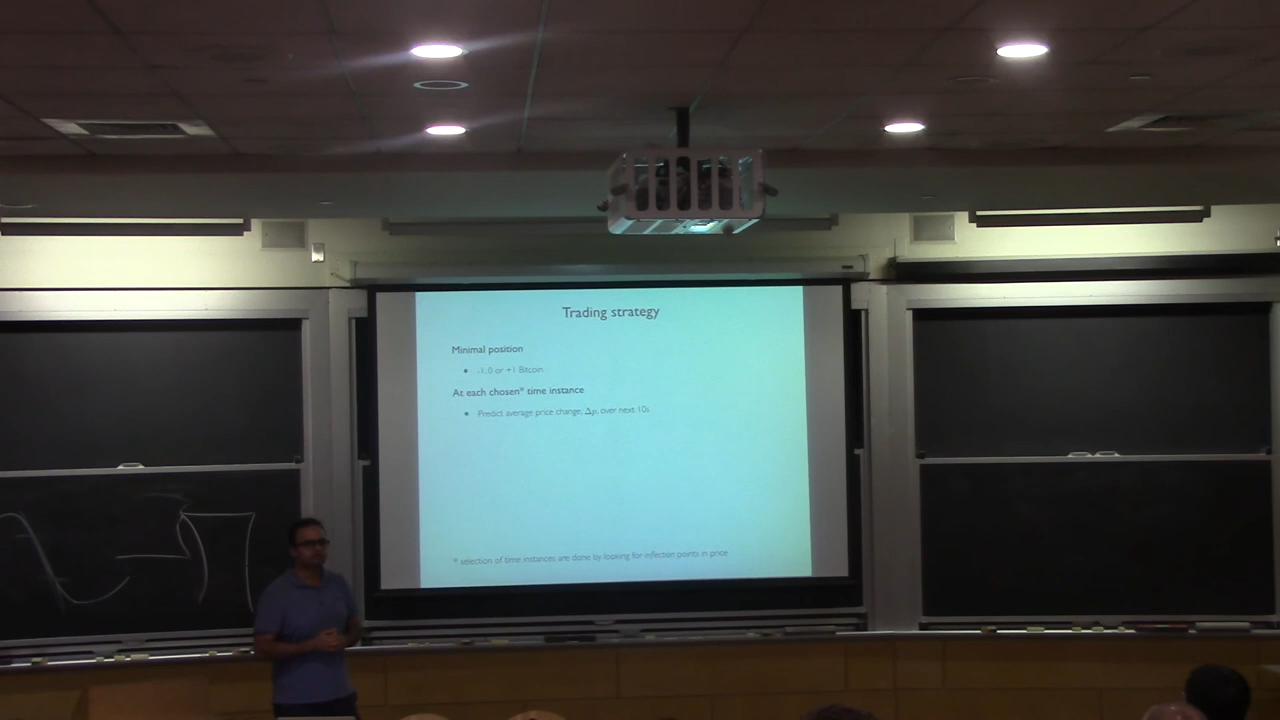 Trading strategy
Minimal position
• -1, 0 or +1 Bitcoin
At each chosen* time instance
• Predict average price change, Δp, over next 10s
* selection of time instances are done by looking for inflection points in price